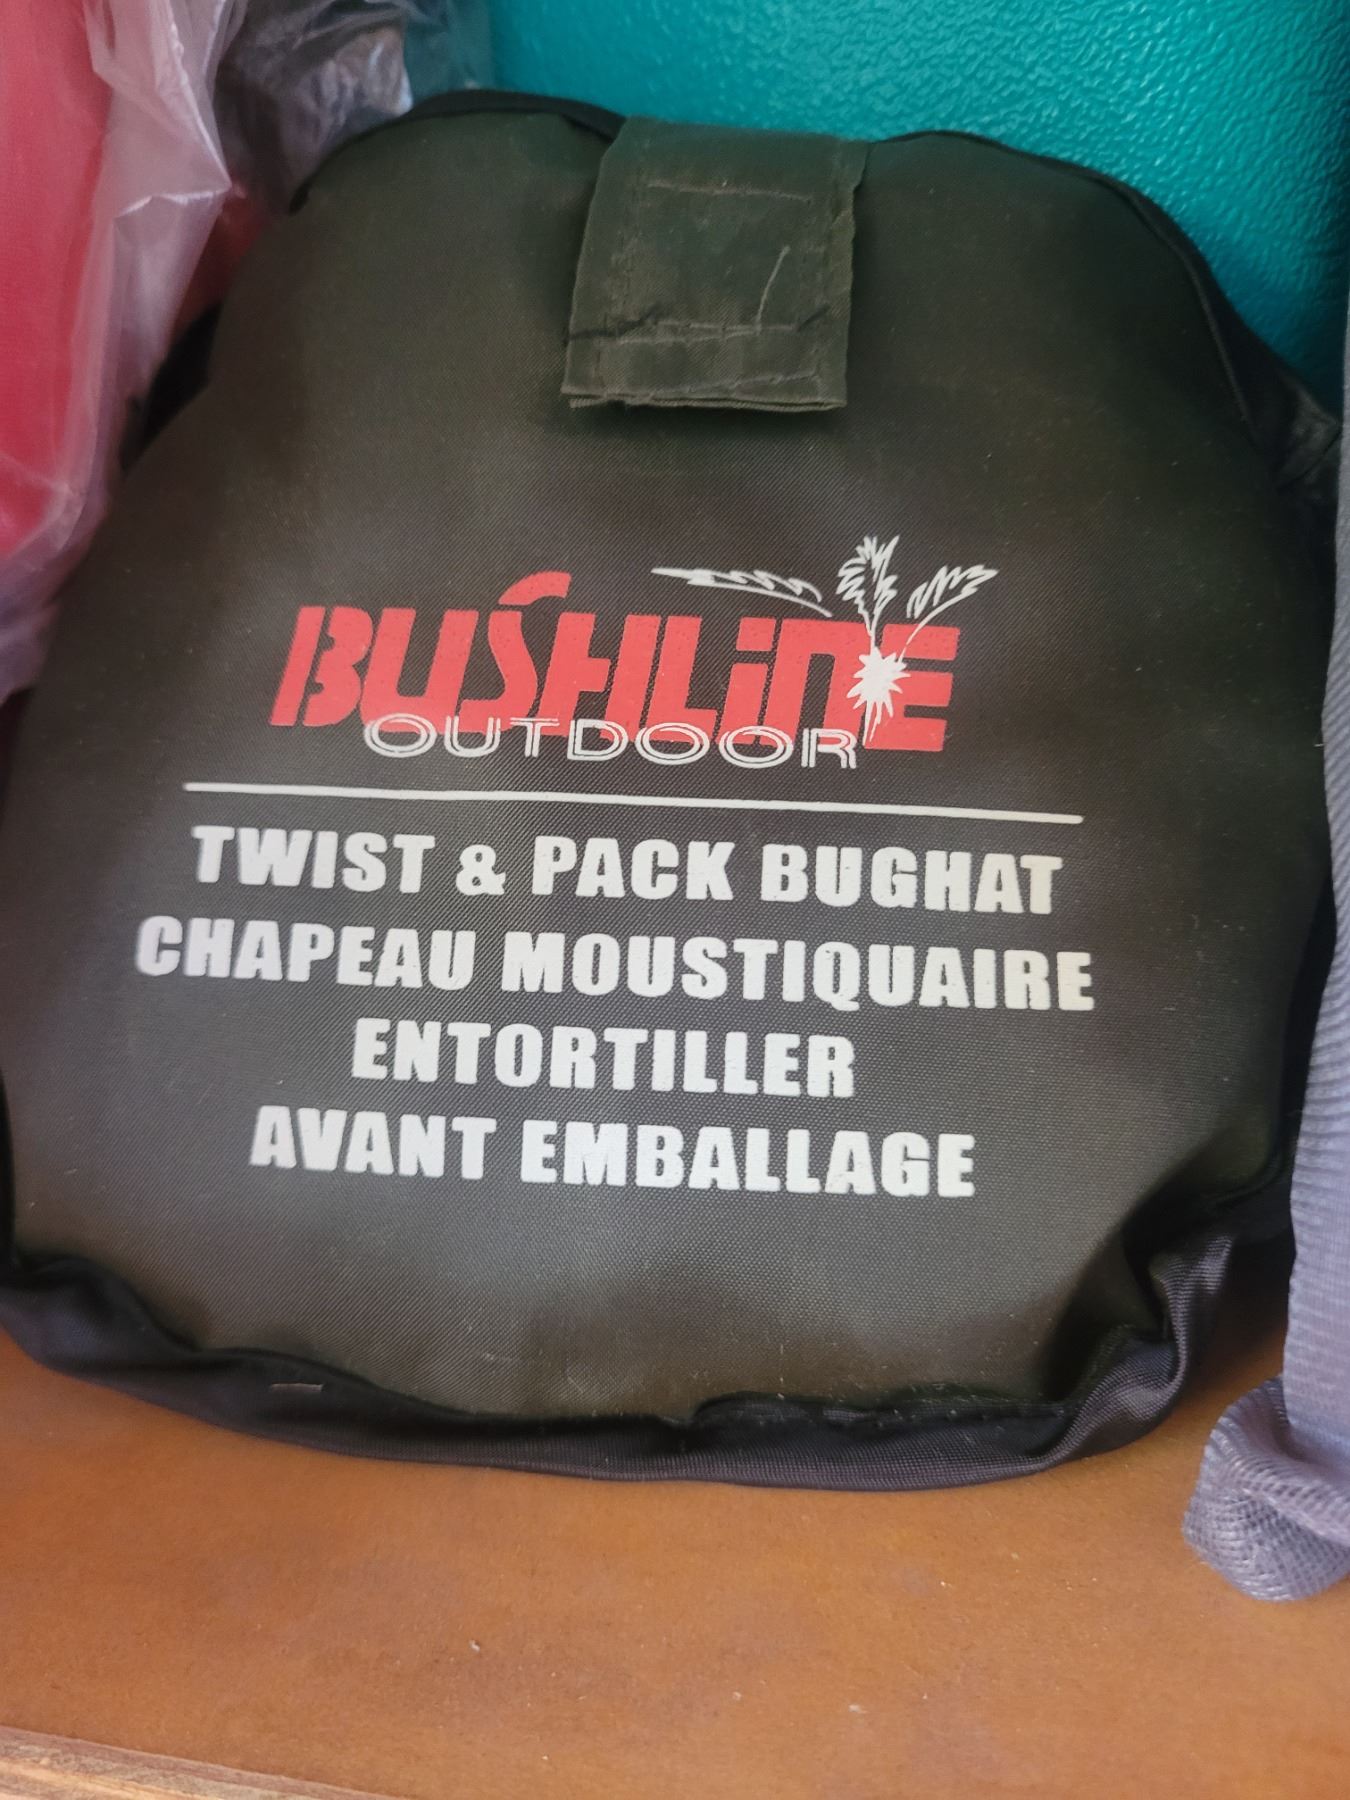 BUSHLINE
OUTDOOR
TWIST & PACK BUGHAT
CHAPEAU MOUSTIQUAIRE
ENTORTILLER
AVANT EMBALLAGE